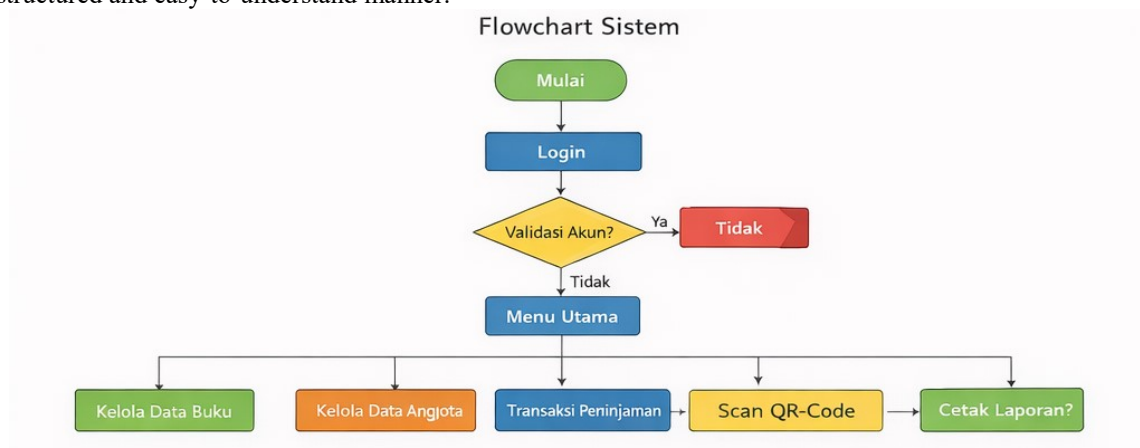 structured and easy-to-understand manner.
Flowchart Sistem
Mulai
Login
Validasi Akun?
Ya
Tidak
Tidak
Menu Utama
Kelola Data Buku
Kelola Data Angjota
Transaksi Peninjaman
Scan QR-Code
Cetak Laporan?